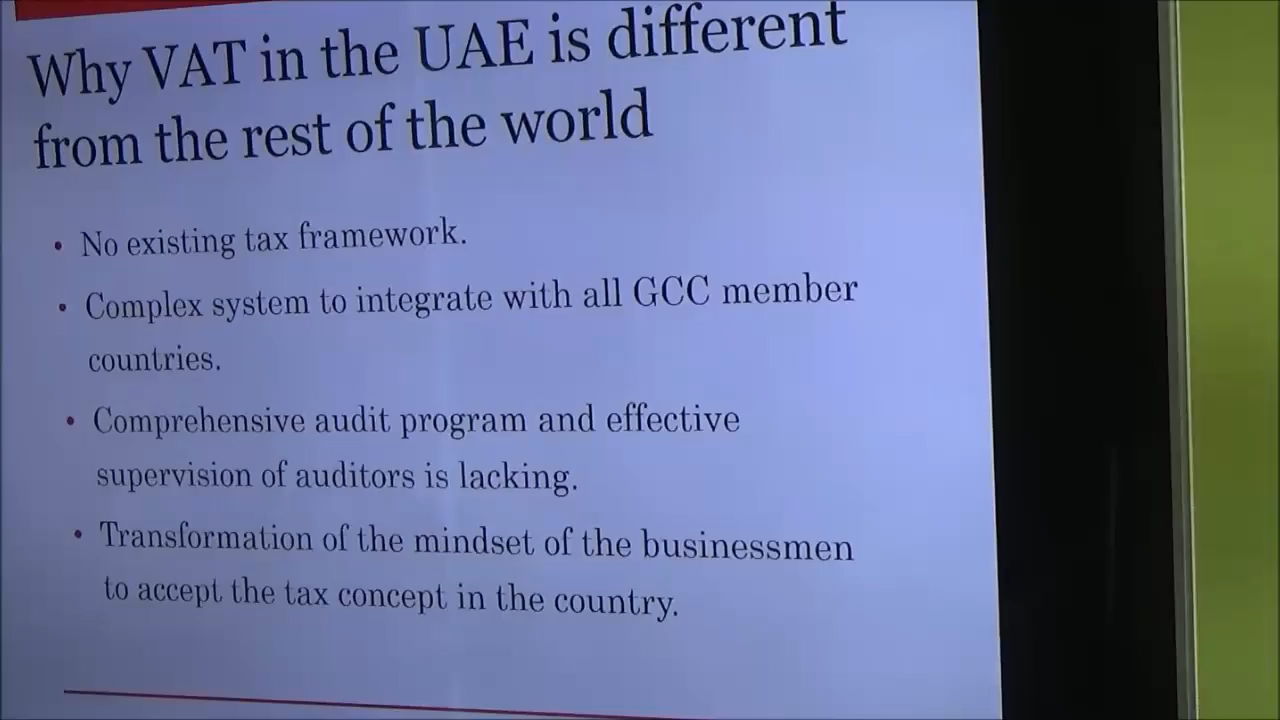 Why VAT in the UAE is different
from the rest of the world
• No existing tax framework.
• Complex system to integrate with all GCC member
countries.
• Comprehensive audit program and effective
supervision of auditors is lacking.
• Transformation of the mindset of the businessmen
to accept the tax concept in the country.